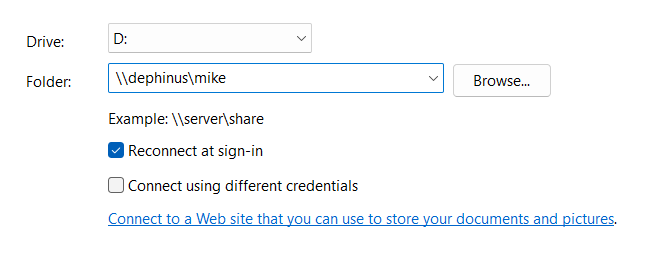 Drive: D:
Folder: \\dephinus\mike Browse...
Example: \\server\share
Reconnect at sign-in
Connect using different credentials
Connect to a Web site that you can use to store your documents and pictures.